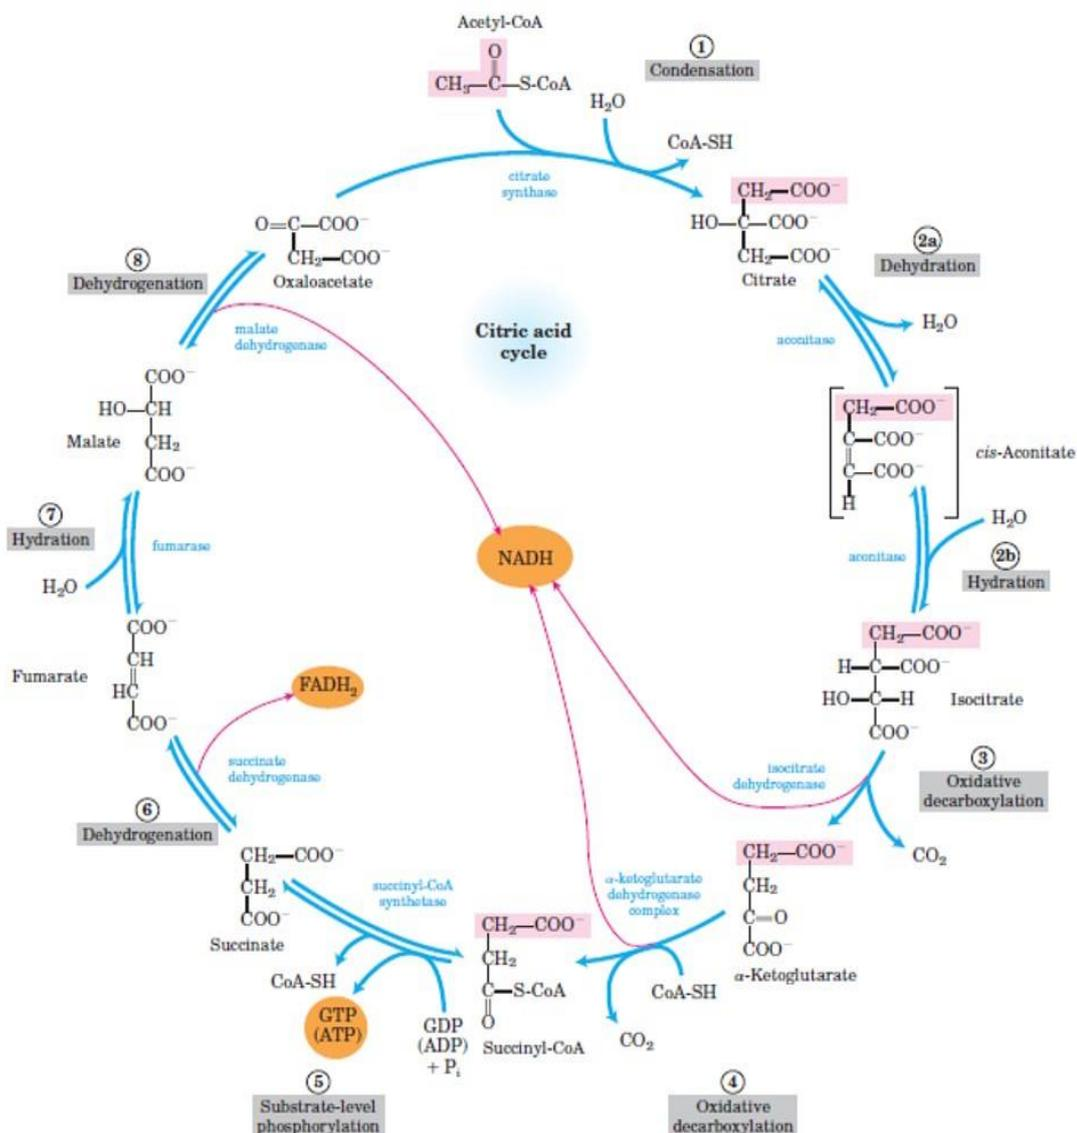 Acetyl-CoA
O
CH₃—C—S-CoA
①
Condensation
H₂O
CoA-SH
citrate
synthase
CH₂—COO⁻
HO—C—COO⁻
CH₂—COO⁻
Citrate
2a
Dehydration
H₂O
aconitase
CH₂—COO⁻
C—COO⁻
C—COO⁻
H
cis-Aconitate
H₂O
aconitase
2b
Hydration
CH₂—COO⁻
H—C—COO⁻
HO—C—H
COO⁻
Isocitrate
③
Oxidative
decarboxylation
isocitrate
dehydrogenase
CO₂
CH₂—COO⁻
CH₂
C=O
COO⁻
α-Ketoglutarate
α-ketoglutarate
dehydrogenase
complex
CoA-SH
CO₂
④
Oxidative
decarboxylation
CH₂—COO⁻
CH₂
C—S-CoA
O
Succinyl-CoA
succinyl-CoA
synthetase
GDP
(ADP)
+ Pᵢ
GTP
(ATP)
CoA-SH
⑤
Substrate-level
phosphorylation
CH₂—COO⁻
CH₂
COO⁻
Succinate
⑥
Dehydrogenation
succinate
dehydrogenase
FADH₂
COO⁻
CH
HC
COO⁻
Fumarate
⑦
Hydration
H₂O
fumarase
COO⁻
HO—CH
CH₂
COO⁻
Malate
⑧
Dehydrogenation
malate
dehydrogenase
O=C—COO⁻
CH₂—COO⁻
Oxaloacetate
Citric acid
cycle
NADH